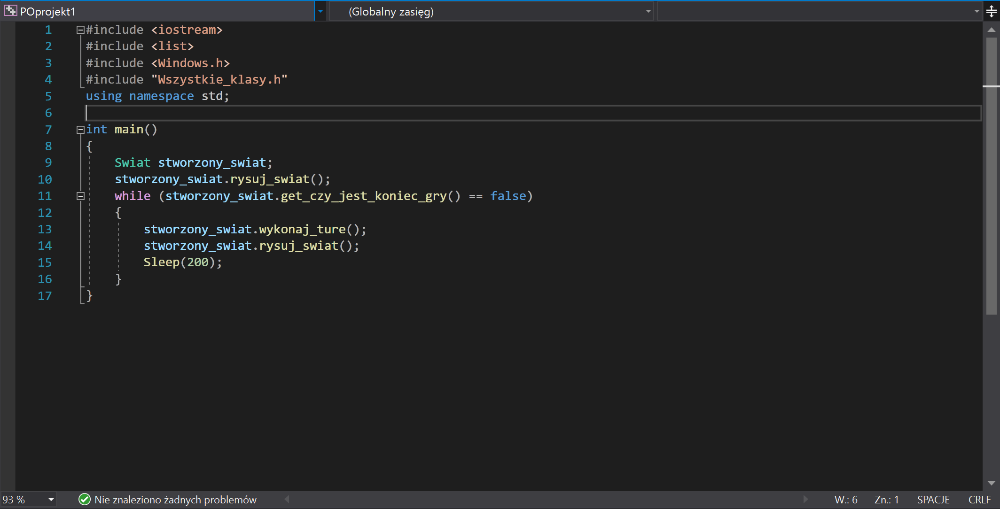 POprojekt1 (Globalny zasięg)
1 #include <iostream>
2 #include <list>
3 #include <Windows.h>
4 #include "Wszystkie_klasy.h"
5 using namespace std;
6
7 int main()
8 {
9 Swiat stworzony_swiat;
10 stworzony_swiat.rysuj_swiat();
11 while (stworzony_swiat.get_czy_jest_koniec_gry() == false)
12 {
13 stworzony_swiat.wykonaj_ture();
14 stworzony_swiat.rysuj_swiat();
15 Sleep(200);
16 }
17 }
93 % Nie znaleziono żadnych problemów W.: 6 Zn.: 1 SPACJE CRLF